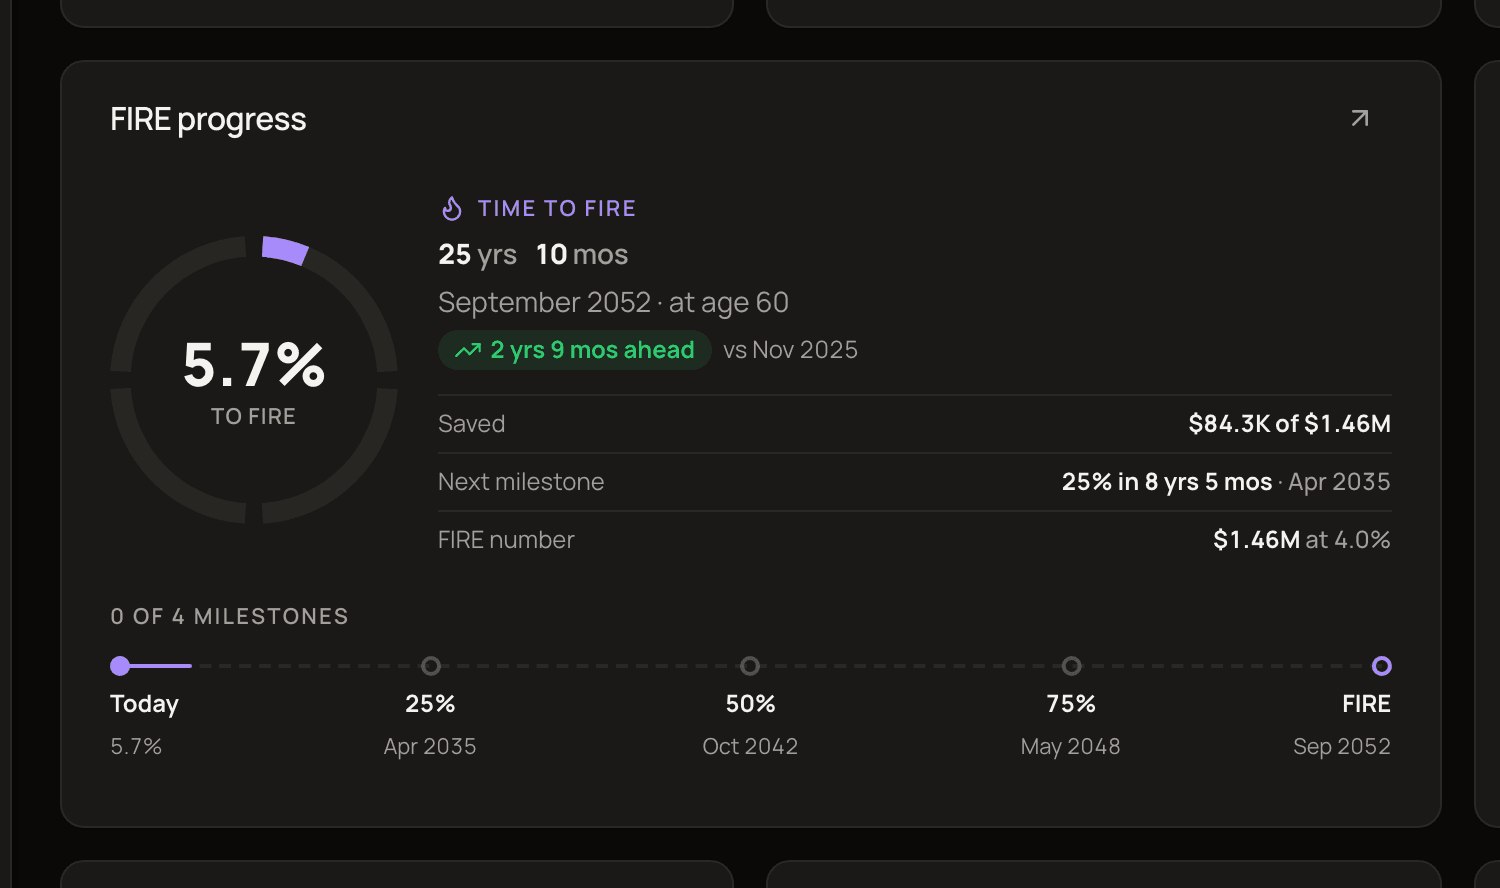 FIRE progress
TIME TO FIRE
25 yrs 10 mos
September 2052 · at age 60
2 yrs 9 mos ahead vs Nov 2025
5.7%
TO FIRE
Saved $84.3K of $1.46M
Next milestone 25% in 8 yrs 5 mos · Apr 2035
FIRE number $1.46M at 4.0%
0 OF 4 MILESTONES
Today 25% 50% 75% FIRE
5.7% Apr 2035 Oct 2042 May 2048 Sep 2052